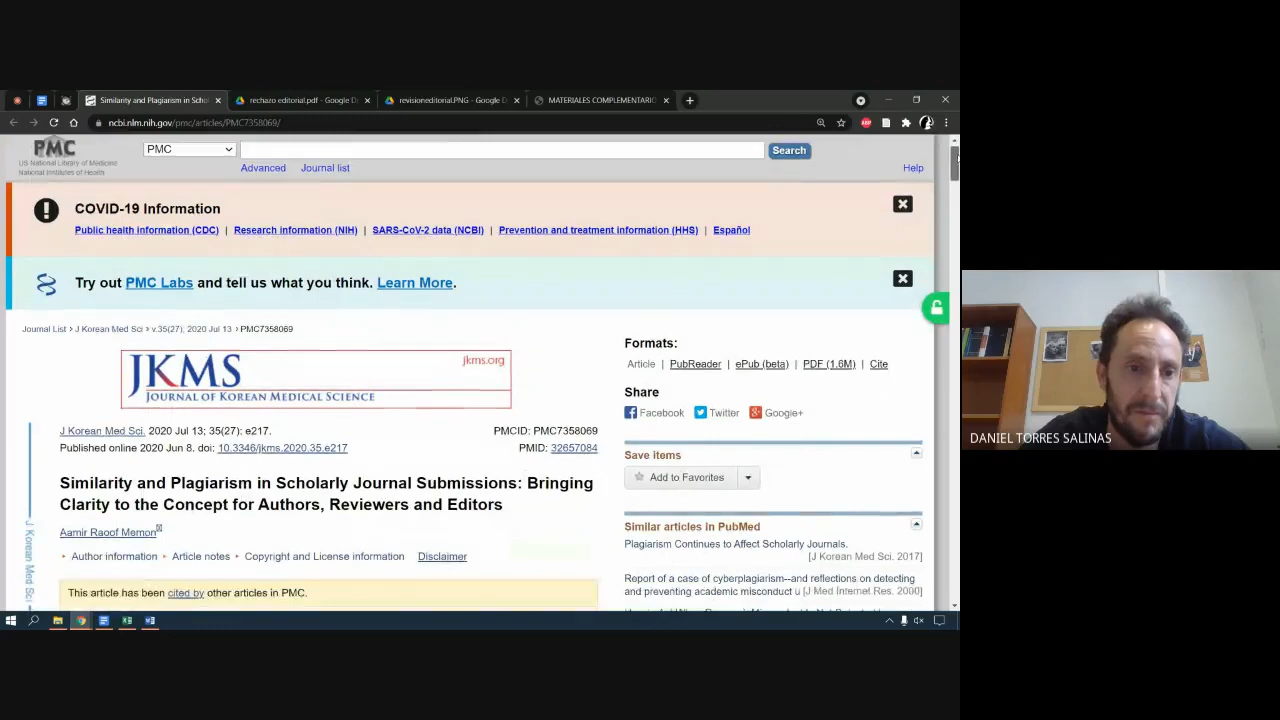 Similarity and Plagiarism in Scho
rechazo editorial.pdf - Google D
revisioneditorial.PNG - Google D
MATERIALES COMPLEMENTARIO
ncbi.nlm.nih.gov/pmc/articles/PMC7358069/
PMC
US National Library of Medicine
National Institutes of Health
PMC
Search
Advanced
Journal list
Help
COVID-19 Information
Public health information (CDC) | Research information (NIH) | SARS-CoV-2 data (NCBI) | Prevention and treatment information (HHS) | Español
Try out PMC Labs and tell us what you think. Learn More.
Journal List > J Korean Med Sci > v.35(27); 2020 Jul 13 > PMC7358069
JKMS
jkms.org
JOURNAL OF KOREAN MEDICAL SCIENCE
J Korean Med Sci. 2020 Jul 13; 35(27): e217.
PMCID: PMC7358069
Published online 2020 Jun 8. doi: 10.3346/jkms.2020.35.e217
PMID: 32657084
Similarity and Plagiarism in Scholarly Journal Submissions: Bringing
Clarity to the Concept for Authors, Reviewers and Editors
Aamir Raoof Memon
Author information
Article notes
Copyright and License information
Disclaimer
This article has been cited by other articles in PMC.
J Korean Med Sci
Formats:
Article | PubReader | ePub (beta) | PDF (1.6M) | Cite
Share
Facebook
Twitter
Google+
Save items
Add to Favorites
Similar articles in PubMed
Plagiarism Continues to Affect Scholarly Journals.
[J Korean Med Sci. 2017]
Report of a case of cyberplagiarism--and reflections on detecting
and preventing academic misconduct u [J Med Internet Res. 2000]
DANIEL TORRES SALINAS